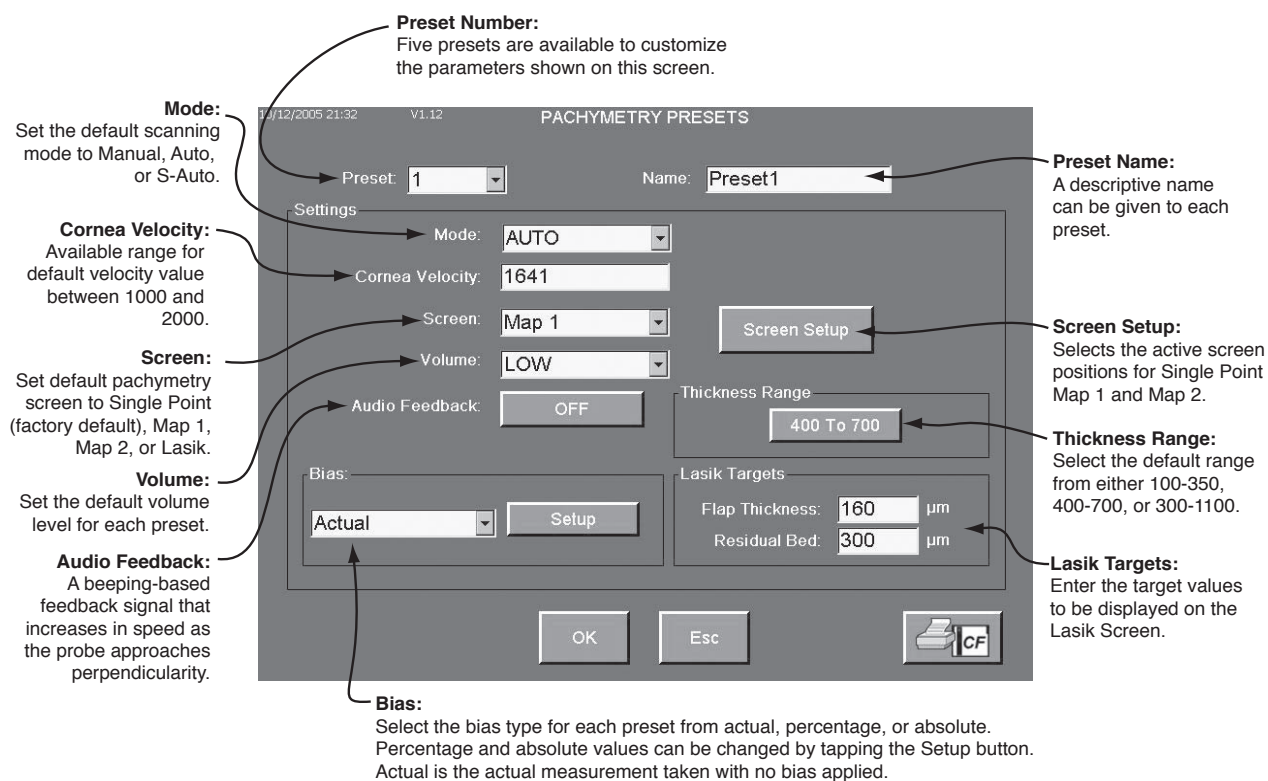 Preset Number:
Five presets are available to customize
the parameters shown on this screen.
Mode:
Set the default scanning
mode to Manual, Auto,
or S-Auto.
Cornea Velocity:
Available range for
default velocity value
between 1000 and
2000.
Screen:
Set default pachymetry
screen to Single Point
(factory default), Map 1,
Map 2, or Lasik.
Volume:
Set the default volume
level for each preset.
Audio Feedback:
A beeping-based
feedback signal that
increases in speed as
the probe approaches
perpendicularity.
/12/2005 21:32 V1.12 PACHYMETRY PRESETS
Preset: 1 Name: Preset1
Settings
Mode: AUTO
Cornea Velocity: 1641
Screen: Map 1
Screen Setup
Volume: LOW
Audio Feedback: OFF
Thickness Range
400 To 700
Bias:
Actual Setup
Lasik Targets
Flap Thickness: 160 µm
Residual Bed: 300 µm
OK Esc CF
Preset Name:
A descriptive name
can be given to each
preset.
Screen Setup:
Selects the active screen
positions for Single Point
Map 1 and Map 2.
Thickness Range:
Select the default range
from either 100-350,
400-700, or 300-1100.
Lasik Targets:
Enter the target values
to be displayed on the
Lasik Screen.
Bias:
Select the bias type for each preset from actual, percentage, or absolute.
Percentage and absolute values can be changed by tapping the Setup button.
Actual is the actual measurement taken with no bias applied.